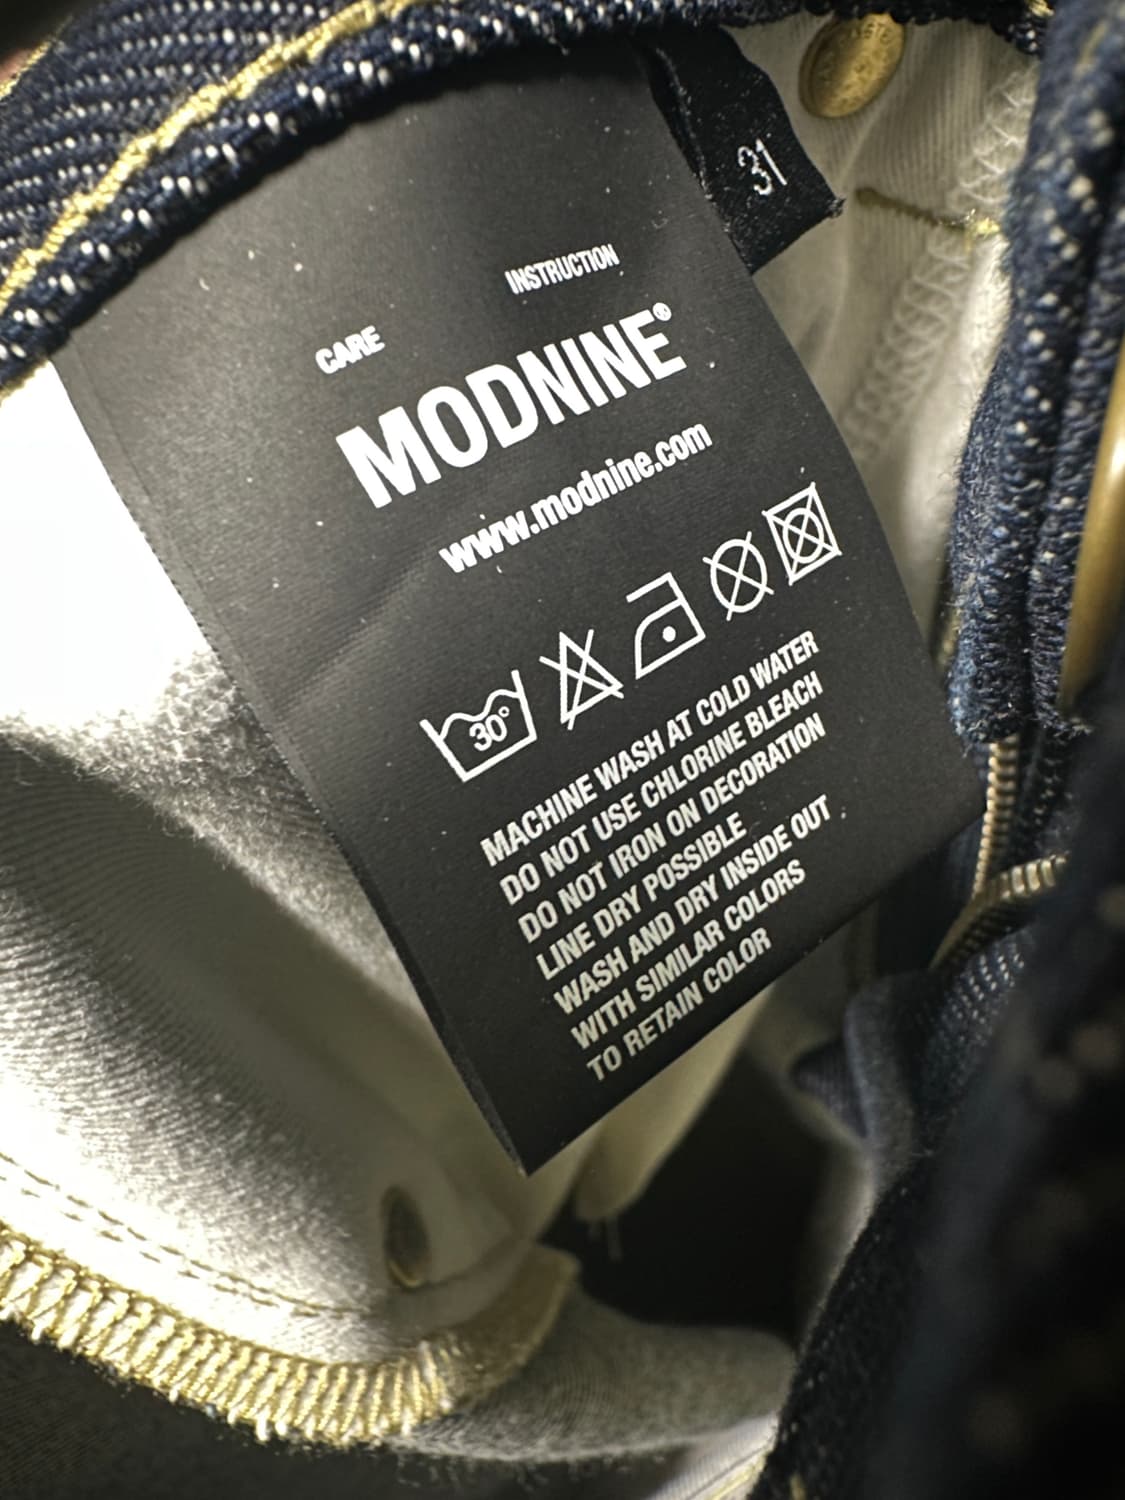 31
CARE INSTRUCTION
MODNINE®
www.modnine.com
30°
MACHINE WASH AT COLD WATER
DO NOT USE CHLORINE BLEACH
DO NOT IRON ON DECORATION
LINE DRY POSSIBLE
WASH AND DRY INSIDE OUT
WITH SIMILAR COLORS
TO RETAIN COLOR